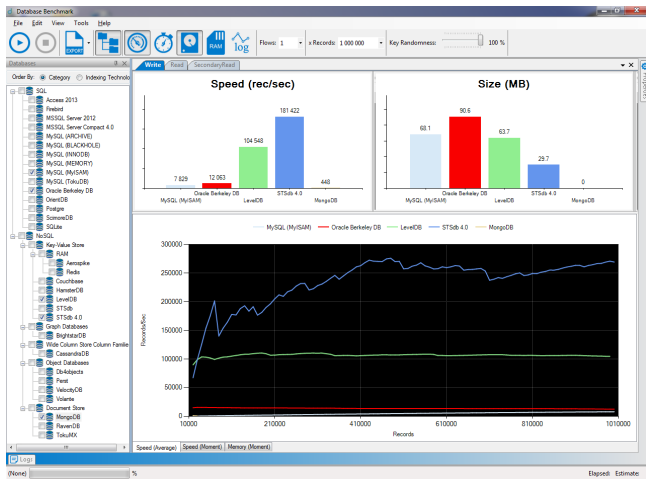 Database Benchmark
File Edit View Tools Help
EXPORT
RAM
log
Flows: 1 x Records: 1 000 000 Key Randomness: 100 %
Databases
Order By: Category Indexing Technolo
SQL
Access 2013
Firebird
MSSQL Server 2012
MSSQL Server Compact 4.0
MySQL (ARCHIVE)
MySQL (BLACKHOLE)
MySQL (INNODB)
MySQL (MEMORY)
MySQL (MyISAM)
MySQL (TokuDB)
Oracle Berkeley DB
OrientDB
Postgre
ScimoreDB
SQLite
NoSQL
Key-Value Store
RAM
Aerospike
Redis
Couchbase
HamsterDB
LevelDB
STSdb
STSdb 4.0
Graph Databases
BrightstarDB
Wide Column Store Column Familie
CassandraDB
Object Databases
Db4objects
Perst
VelocityDB
Volante
Document Store
MongoDB
RavenDB
TokuMX
Write Read SecondaryRead
Properties
Speed (rec/sec)
181 422
104 548
7 829 12 063 448
Oracle Berkeley DB STSdb 4.0
MySQL (MyISAM) LevelDB MongoDB
Size (MB)
90.6
68.1 63.7
29.7
0
Oracle Berkeley DB STSdb 4.0
MySQL (MyISAM) LevelDB MongoDB
MySQL (MyISAM) Oracle Berkeley DB LevelDB STSdb 4.0 MongoDB
300000
250000
200000
150000
100000
50000
0
Records/Sec
10000 210000 410000 610000 810000 1010000
Records
Speed (Average) Speed (Moment) Memory (Moment)
Logs
(None) % Elapsed: Estimate: